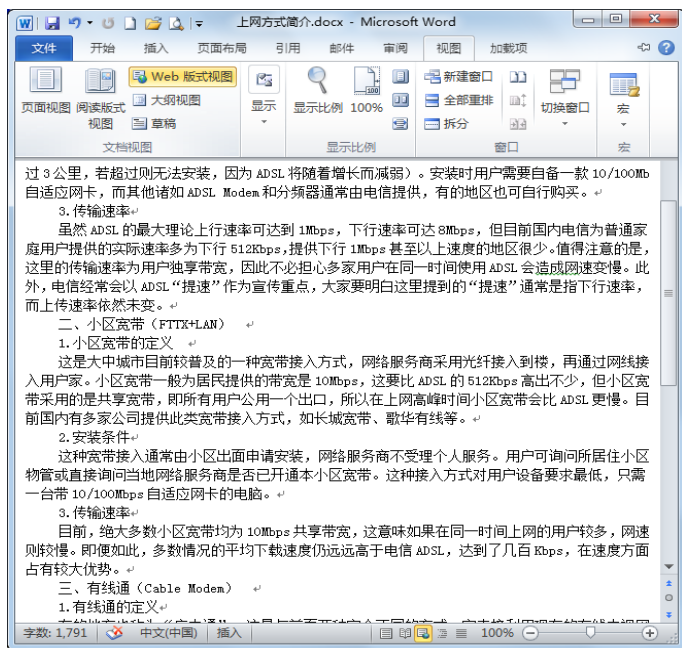 上网方式简介.docx - Microsoft Word
文件 开始 插入 页面布局 引用 邮件 审阅 视图 加载项
页面视图 阅读版式视图 Web 版式视图 大纲视图 草稿
显示 显示比例 100% 新建窗口 全部重排 拆分 切换窗口 宏
文档视图 显示比例 窗口 宏
过3公里，若超过则无法安装，因为 ADSL 将随着增长而减弱）。安装时用户需要自备一款 10/100Mb
自适应网卡，而其他诸如 ADSL Modem 和分频器通常由电信提供，有的地区也可自行购买。
3.传输速率
虽然 ADSL 的最大理论上行速率可达到 1Mbps，下行速率可达 8Mbps，但目前国内电信为普通家
庭用户提供的实际速率多为下行 512Kbps，提供下行 1Mbps 甚至以上速度的地区很少。值得注意的是，
这里的传输速率为用户独享带宽，因此不必担心多家用户在同一时间使用 ADSL 会造成网速变慢。此
外，电信经常会以 ADSL“提速”作为宣传重点，大家要明白这里提到的“提速”通常是指下行速率，
而上传速率依然未变。
二、小区宽带（FTTX+LAN）
1.小区宽带的定义
这是大中城市目前较普及的一种宽带接入方式，网络服务商采用光纤接入到楼，再通过网线接
入用户家。小区宽带一般为居民提供的带宽是 10Mbps，这要比 ADSL 的 512Kbps 高出不少，但小区宽
带采用的是共享宽带，即所有用户公用一个出口，所以在上网高峰时间小区宽带会比 ADSL 更慢。目
前国内有多家公司提供此类宽带接入方式，如长城宽带、歌华有线等。
2.安装条件
这种宽带接入通常由小区出面申请安装，网络服务商不受理个人服务。用户可询问所居住小区
物管或直接询问当地网络服务商是否已开通本小区宽带。这种接入方式对用户设备要求最低，只需
一台带 10/100Mbps 自适应网卡的电脑。
3.传输速率
目前，绝大多数小区宽带均为 10Mbps 共享带宽，这意味如果在同一时间上网的用户较多，网速
则较慢。即便如此，多数情况的平均下载速度仍远远高于电信 ADSL，达到了几百 Kbps，在速度方面
占有较大优势。
三、有线通（Cable Modem）
1.有线通的定义
字数: 1,791 中文(中国) 插入 100%